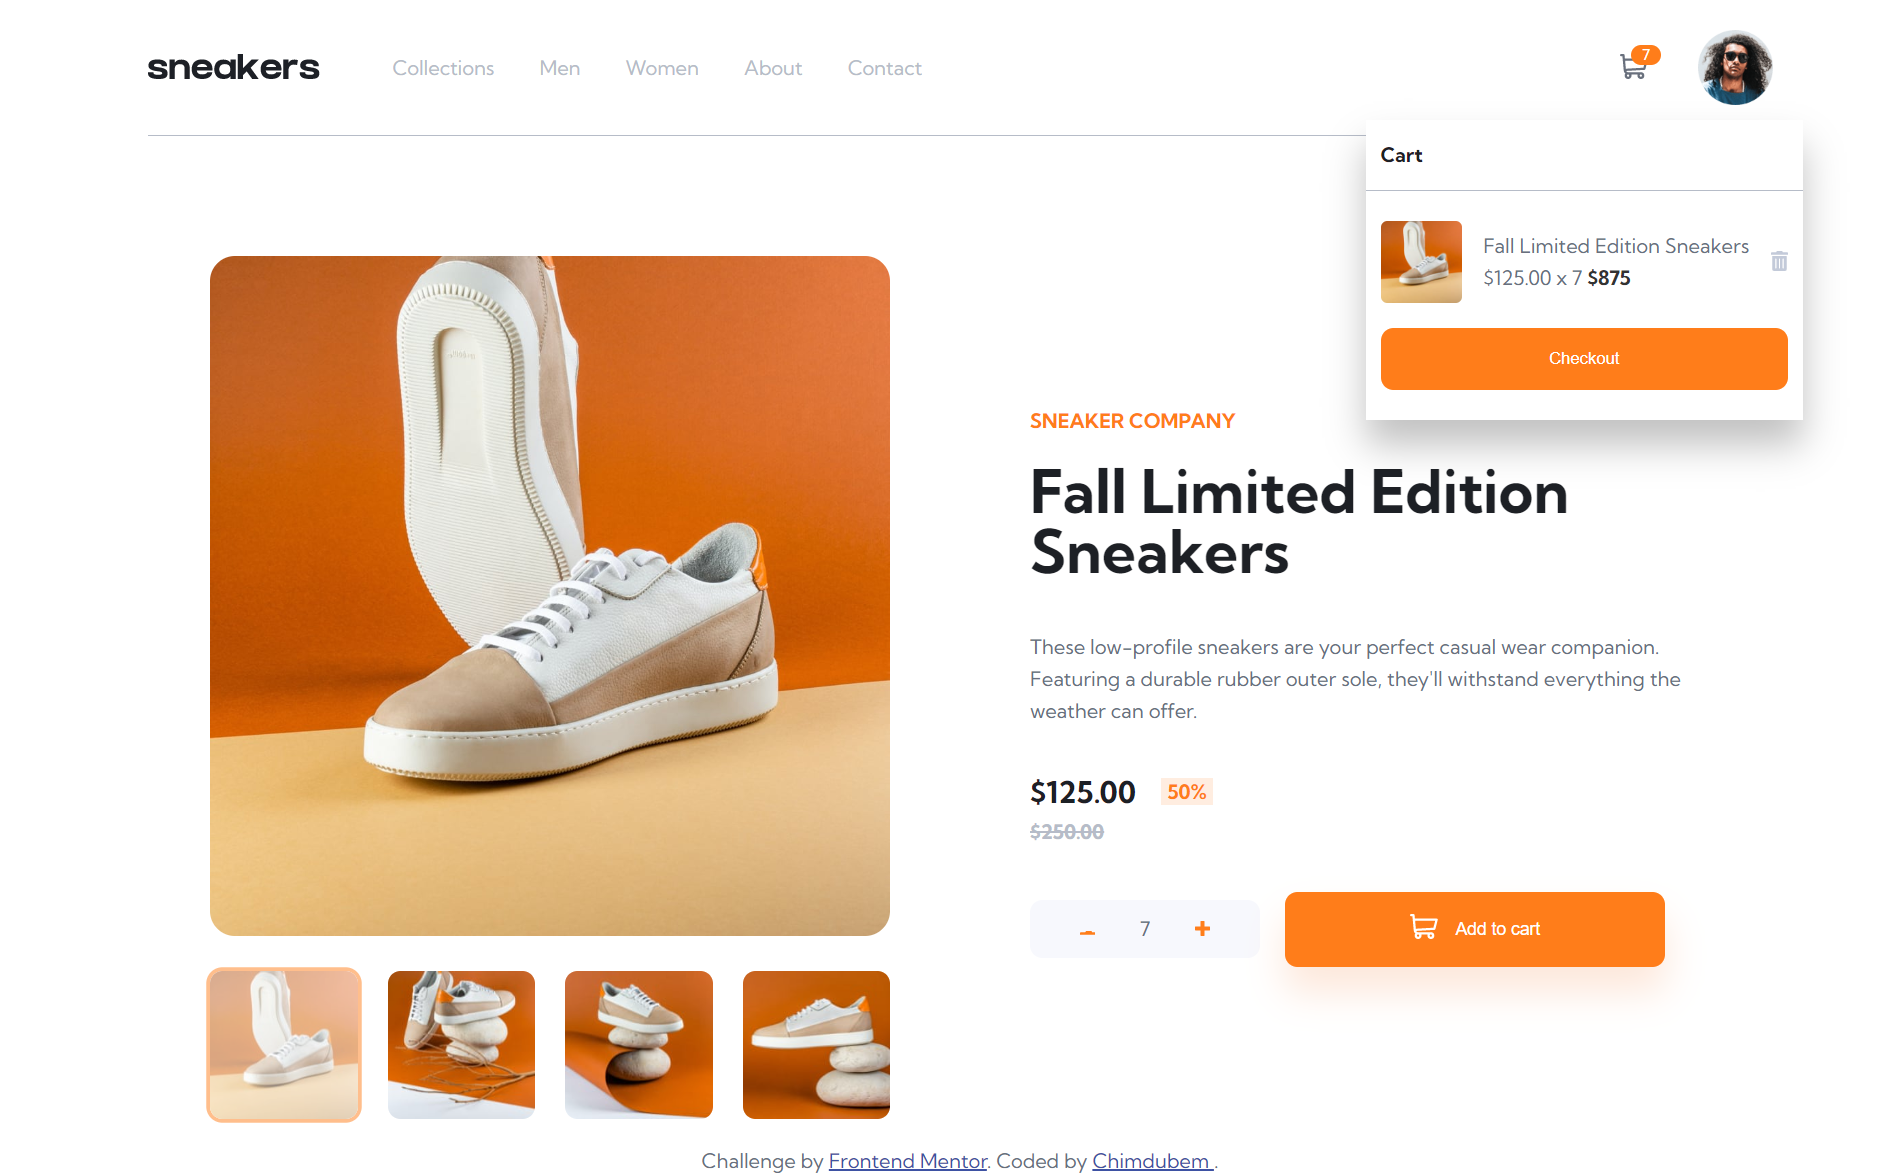 sneakers
Collections Men Women About Contact
7
Cart
Fall Limited Edition Sneakers
$125.00 x 7 $875
Checkout
SNEAKER COMPANY
Fall Limited Edition
Sneakers
These low-profile sneakers are your perfect casual wear companion.
Featuring a durable rubber outer sole, they'll withstand everything the
weather can offer.
$125.00 50%
$250.00
7
Add to cart
Challenge by Frontend Mentor. Coded by Chimdubem .